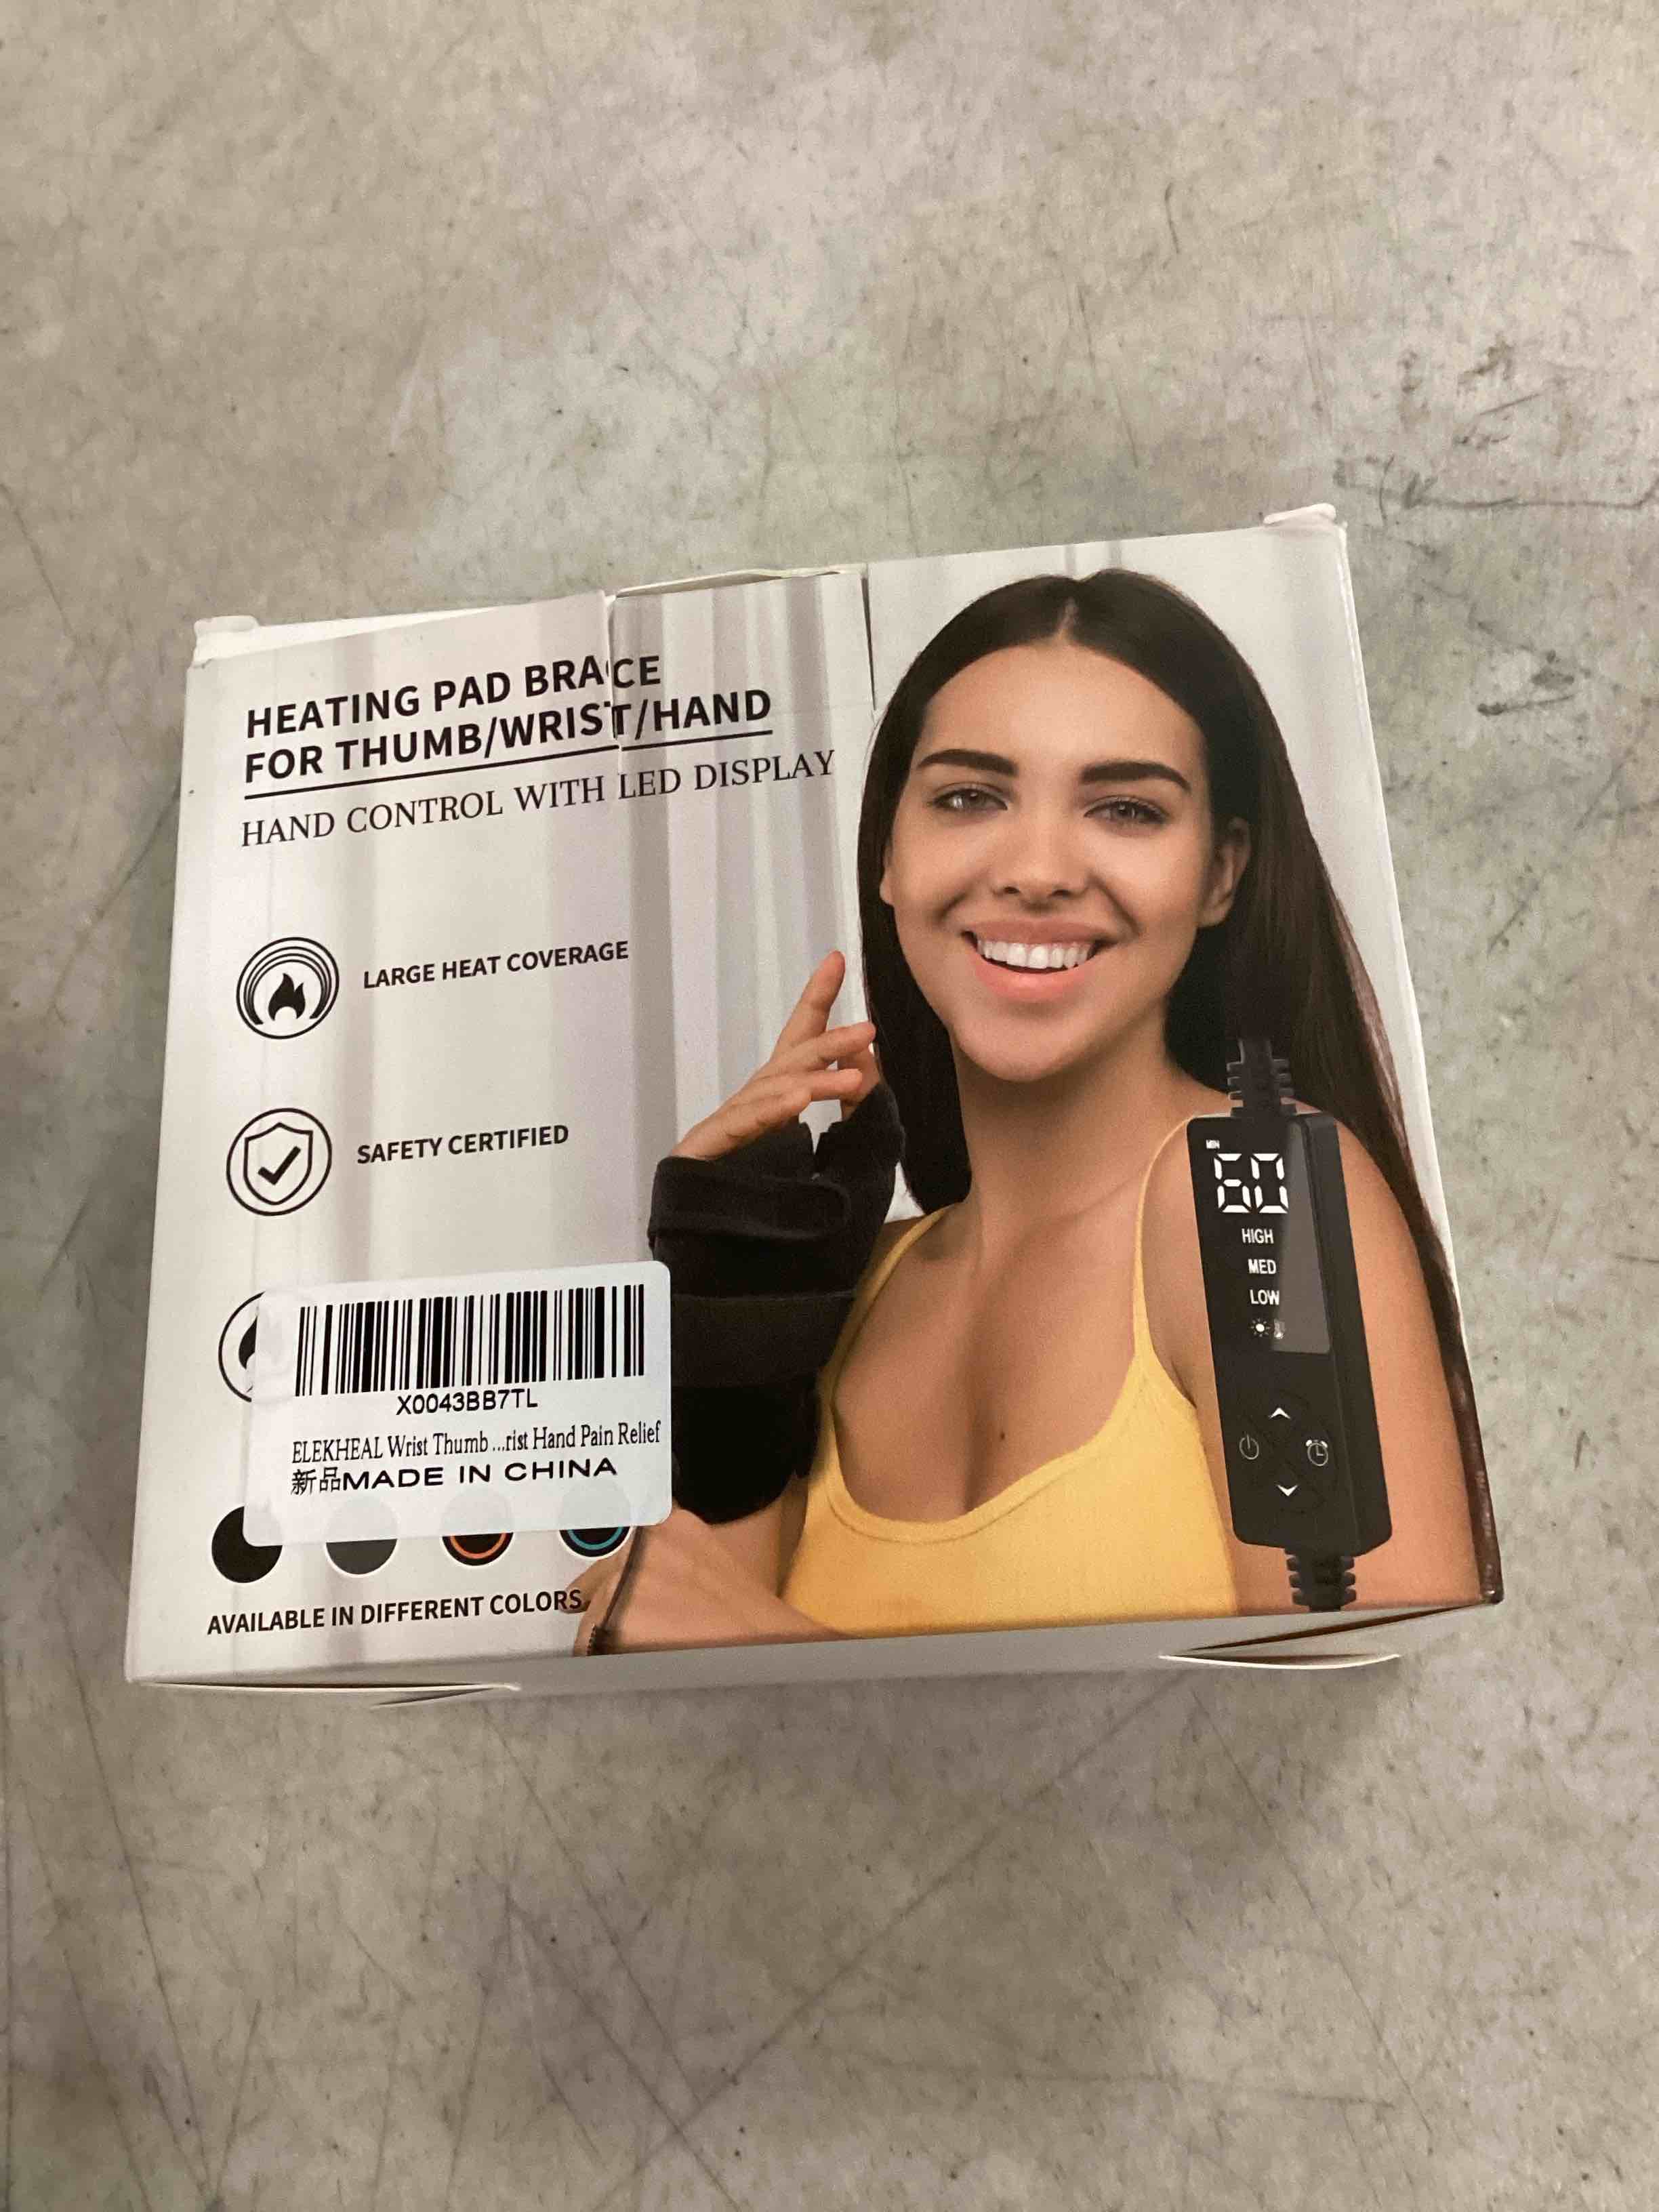 HEATING PAD BRACE
FOR THUMB/WRIST/HAND
HAND CONTROL WITH LED DISPLAY
LARGE HEAT COVERAGE
SAFETY CERTIFIED
MIN
60
HIGH
MED
LOW
X0043BB7TL
ELEKHEAL Wrist Thumb ...rist Hand Pain Relief
新品MADE IN CHINA
AVAILABLE IN DIFFERENT COLORS